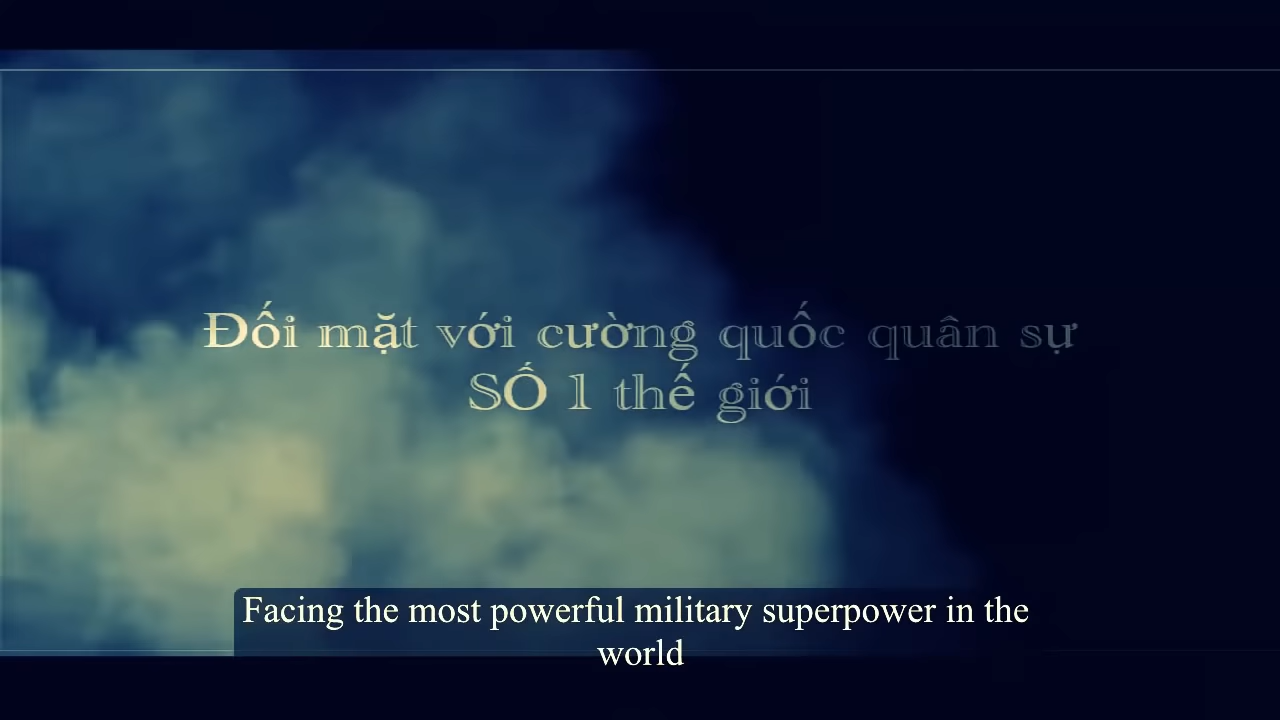 Đối mặt với cường quốc quân sự
SỐ 1 thế giới
Facing the most powerful military superpower in the
world